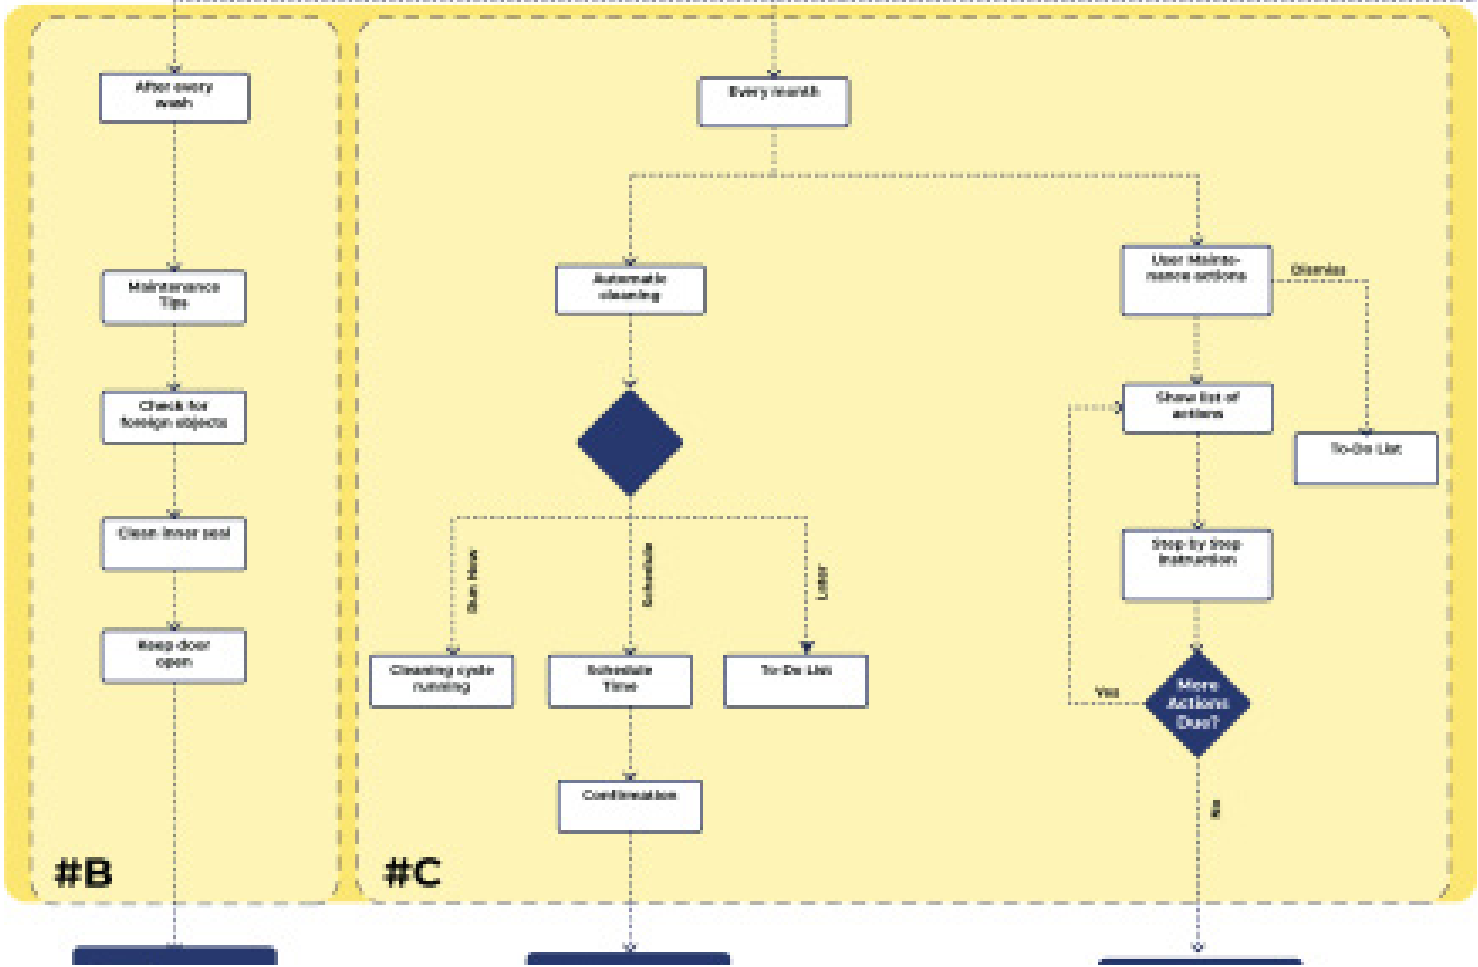 After every
wash
Maintenance
Tips
Check for
foreign objects
Clean inner seal
Keep door
open
#B
Every month
Automatic
cleaning
Run Now
Schedule
Later
Cleaning cycle
running
Schedule
Time
To-Do List
Confirmation
User Mainte-
nance actions
Dismiss
Show list of
actions
To-Do List
Step by Step
Instruction
More
Actions
Due?
Yes
No
#C